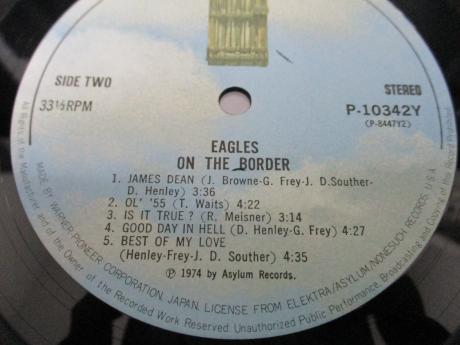 SIDE TWO
STEREO
33⅓RPM
P-10342Y
(P-8447Y2)
EAGLES
ON THE BORDER
1. JAMES DEAN (J. Browne-G. Frey-J. D.Souther-
D. Henley) 3:36
2. OL' '55 (T. Waits) 4:22
3. IS IT TRUE ? (R. Meisner) 3:14
4. GOOD DAY IN HELL (D. Henley-G. Frey) 4:27
5. BEST OF MY LOVE
(Henley-Frey-J. D. Souther) 4:35
Ⓟ 1974 by Asylum Records.
MADE BY WARNER-PIONEER CORPORATION, JAPAN, LICENSE FROM ELEKTRA/ASYLUM/NONESUCH RECORDS, U.S.A.
All Rights of the Manufacturer and of the Owner of the Recorded Work Reserved. Unauthorized Public Performance, Broadcasting and Copying of this Record Prohibited.